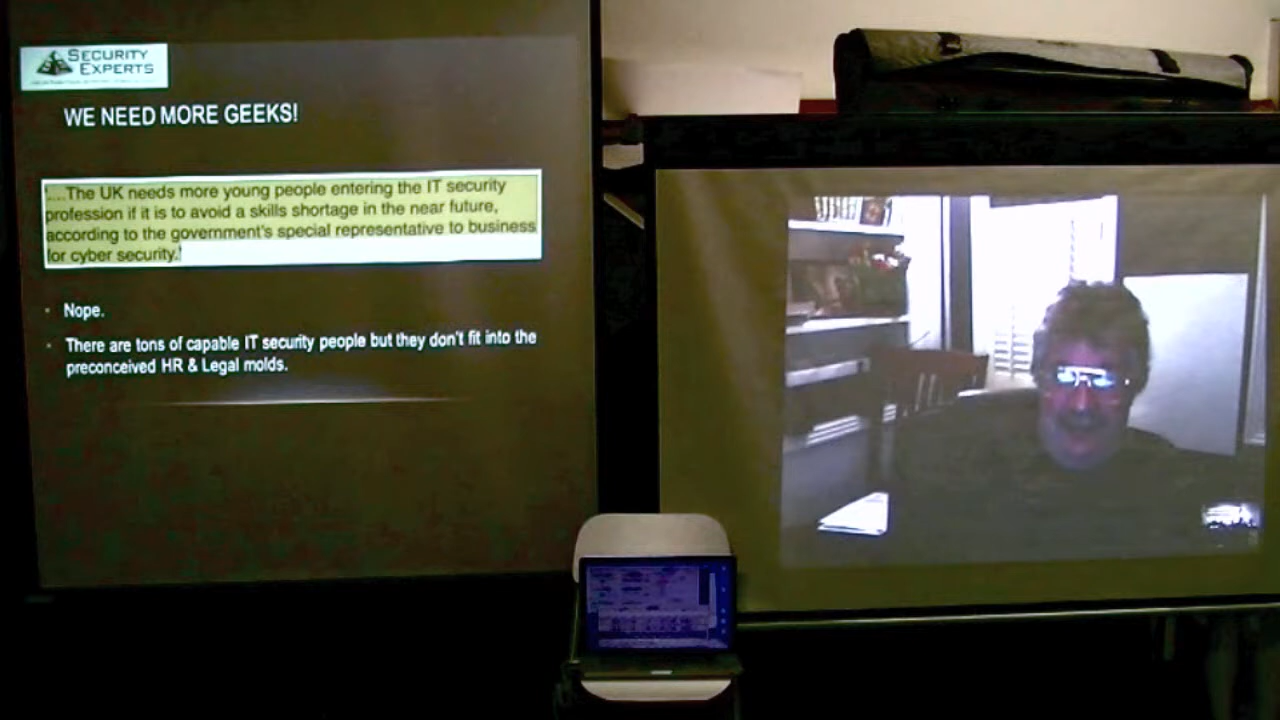 SECURITY
EXPERTS
WE NEED MORE GEEKS!
'....The UK needs more young people entering the IT security
profession if it is to avoid a skills shortage in the near future,
according to the government's special representative to business
for cyber security.'
• Nope.
• There are tons of capable IT security people but they don't fit into the
preconceived HR & Legal molds.